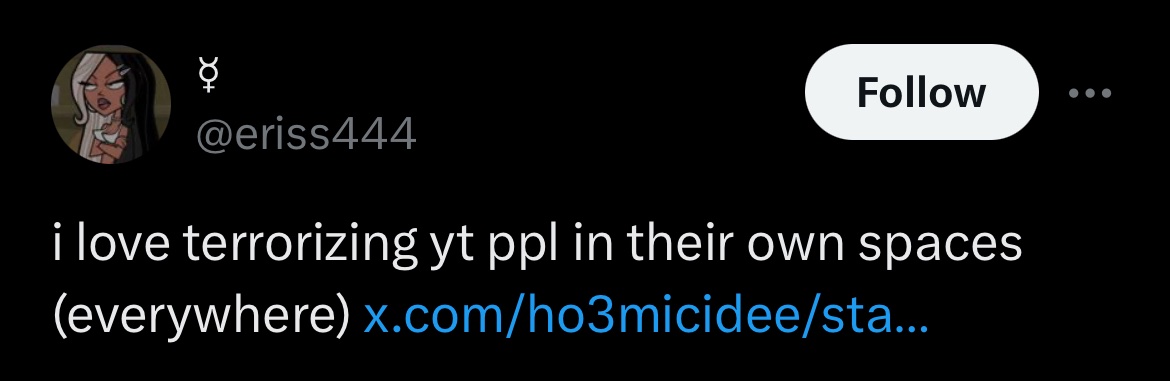 ☿
@eriss444
Follow
i love terrorizing yt ppl in their own spaces
(everywhere) x.com/ho3micidee/sta...